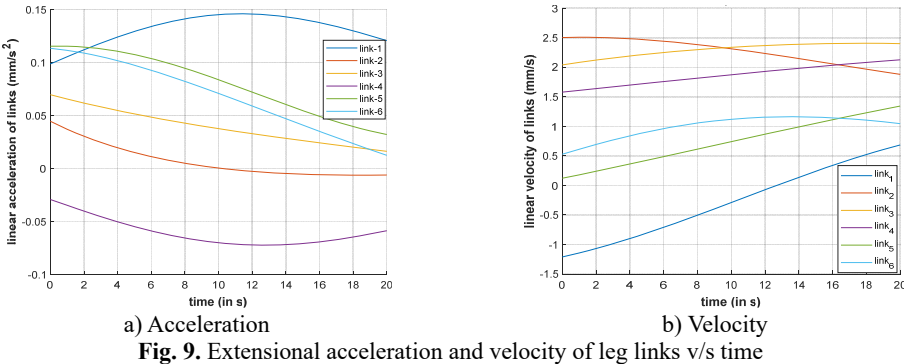 0.15
0.1
0.05
0
-0.05
-0.1
linear acceleration of links (mm/s²)
link-1
link-2
link-3
link-4
link-5
link-6
0 2 4 6 8 10 12 14 16 18 20
time (in s)
a) Acceleration
3
2.5
2
1.5
1
0.5
0
-0.5
-1
-1.5
linear velocity of links (mm/s)
link₁
link₂
link₃
link₄
link₅
link₆
0 2 4 6 8 10 12 14 16 18 20
time (in s)
b) Velocity
Fig. 9. Extensional acceleration and velocity of leg links v/s time